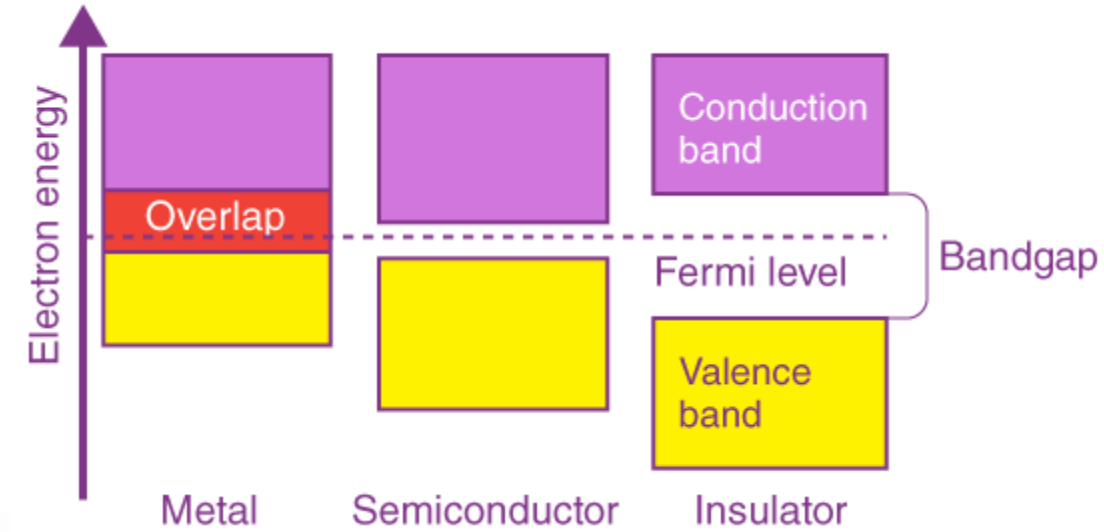 Electron energy
Overlap
Conduction
band
Fermi level
Bandgap
Valence
band
Metal
Semiconductor
Insulator